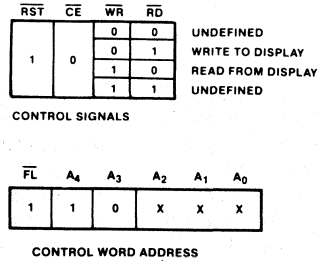 RST CE WR RD
0 0 UNDEFINED
0 1 WRITE TO DISPLAY
1 0 1 0 READ FROM DISPLAY
1 1 UNDEFINED
CONTROL SIGNALS
FL A4 A3 A2 A1 A0
1 1 0 X X X
CONTROL WORD ADDRESS